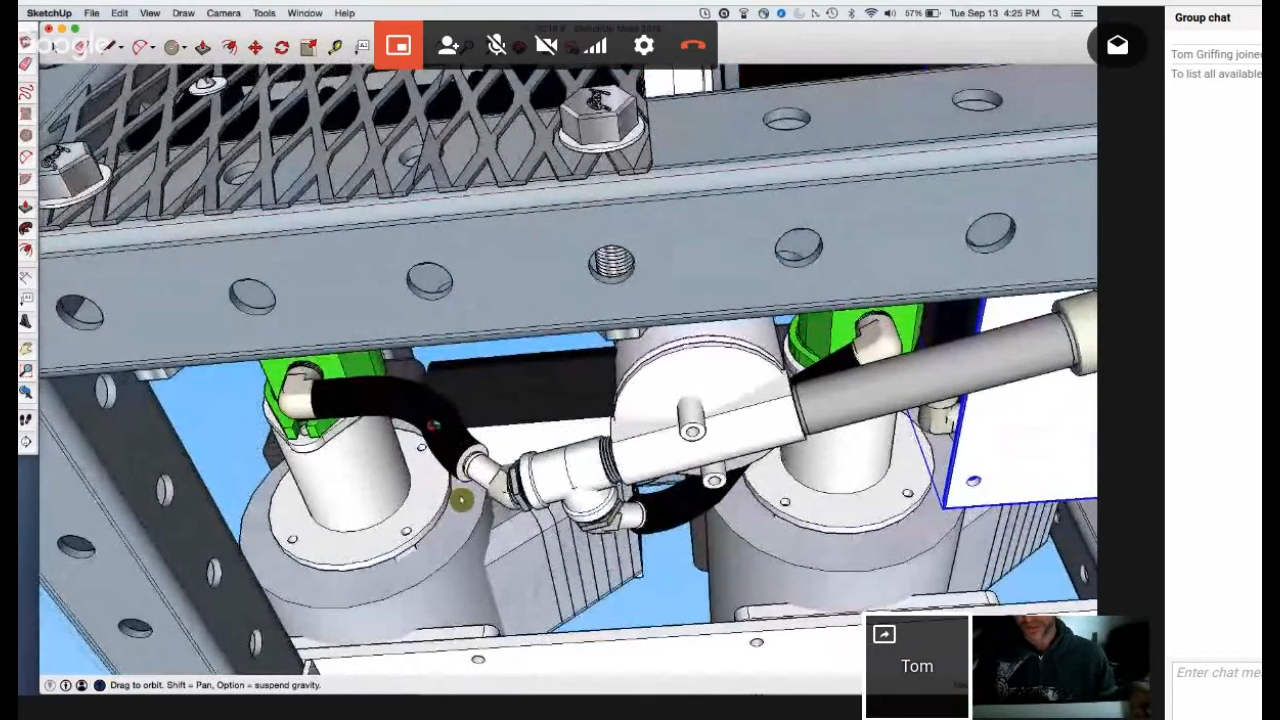 SketchUp File Edit View Draw Camera Tools Window Help
57% Tue Sep 13 4:25 PM
Google
Group chat
Tom Griffing joine
To list all available
Tom
Enter chat me
Drag to orbit. Shift = Pan, Option = suspend gravity.